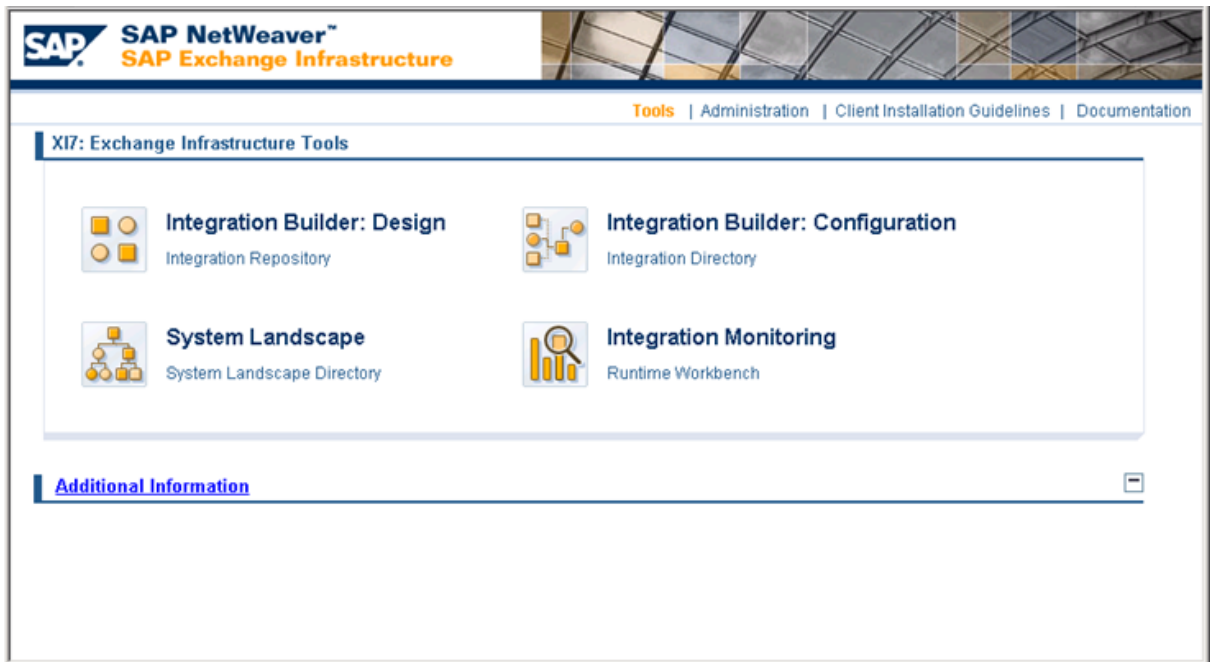 SAP
SAP NetWeaver™
SAP Exchange Infrastructure
Tools | Administration | Client Installation Guidelines | Documentation
XI7: Exchange Infrastructure Tools
Integration Builder: Design
Integration Repository
Integration Builder: Configuration
Integration Directory
System Landscape
System Landscape Directory
Integration Monitoring
Runtime Workbench
Additional Information